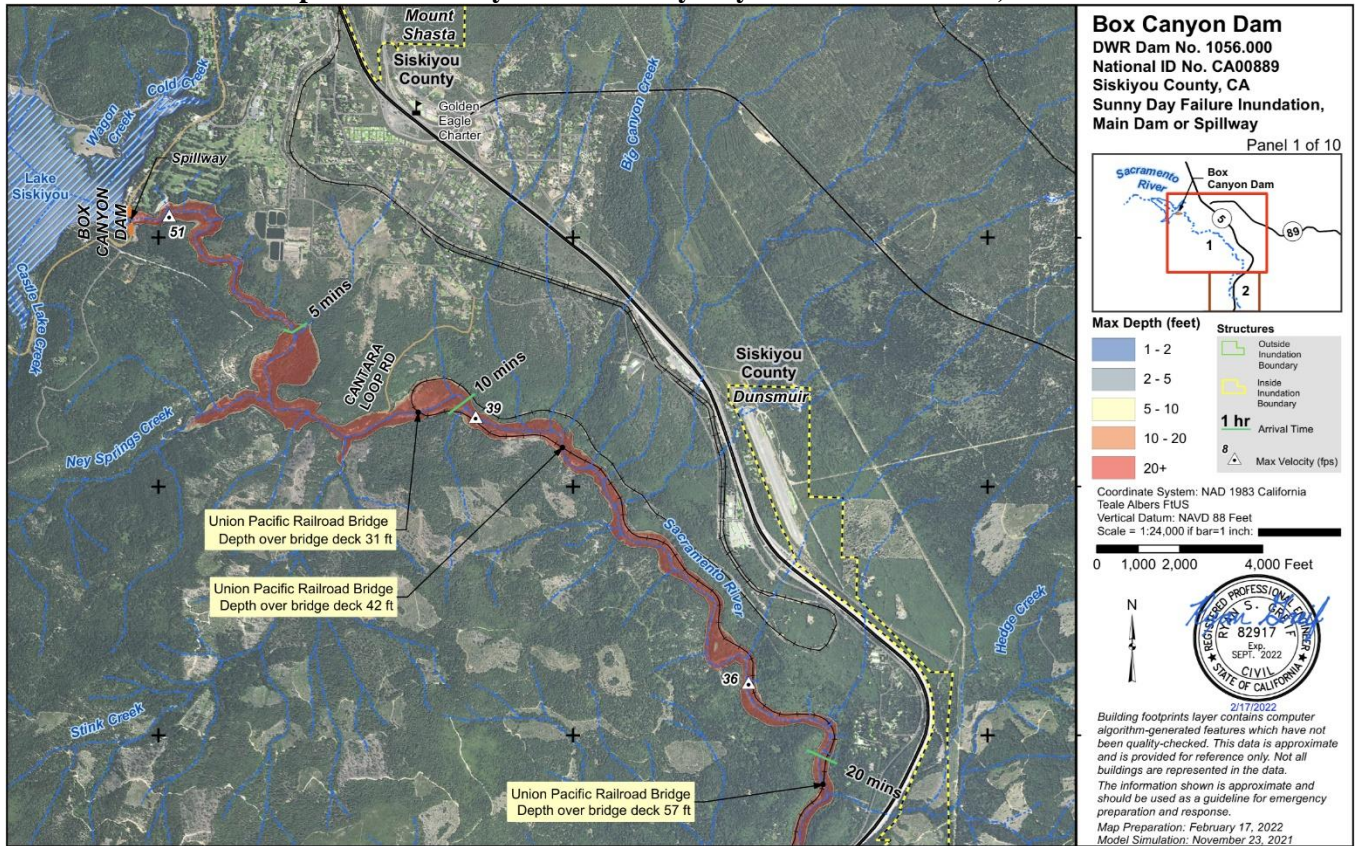 Mount
Shasta
Siskiyou
County
Golden
Eagle
Charter
Big Canyon Creek
Cold Creek
Wagon
Creek
Spillway
Lake
Siskiyou
BOX
CANYON
DAM
51
Castle Lake
Creek
5 mins
CANTARA
LOOP RD
10 mins
39
Siskiyou
County
Dunsmuir
Ney Springs Creek
Union Pacific Railroad Bridge
Depth over bridge deck 31 ft
Union Pacific Railroad Bridge
Depth over bridge deck 42 ft
Sacramento River
Hedge Creek
36
Stink Creek
20 mins
Union Pacific Railroad Bridge
Depth over bridge deck 57 ft
Box Canyon Dam
DWR Dam No. 1056.000
National ID No. CA00889
Siskiyou County, CA
Sunny Day Failure Inundation,
Main Dam or Spillway
Panel 1 of 10
Sacramento
River
Box
Canyon Dam
5
89
1
2
Max Depth (feet)
1 - 2
2 - 5
5 - 10
10 - 20
20+
Structures
Outside
Inundation
Boundary
Inside
Inundation
Boundary
1 hr
Arrival Time
8
Max Velocity (fps)
Coordinate System: NAD 1983 California
Teale Albers FtUS
Vertical Datum: NAVD 88 Feet
Scale = 1:24,000 if bar=1 inch:
0 1,000 2,000 4,000 Feet
N
REGISTERED PROFESSIONAL ENGINEER
82917
Exp.
SEPT. 2022
CIVIL
STATE OF CALIFORNIA
2/17/2022
Building footprints layer contains computer
algorithm-generated features which have not
been quality-checked. This data is approximate
and is provided for reference only. Not all
buildings are represented in the data.
The information shown is approximate and
should be used as a guideline for emergency
preparation and response.
Map Preparation: February 17, 2022
Model Simulation: November 23, 2021